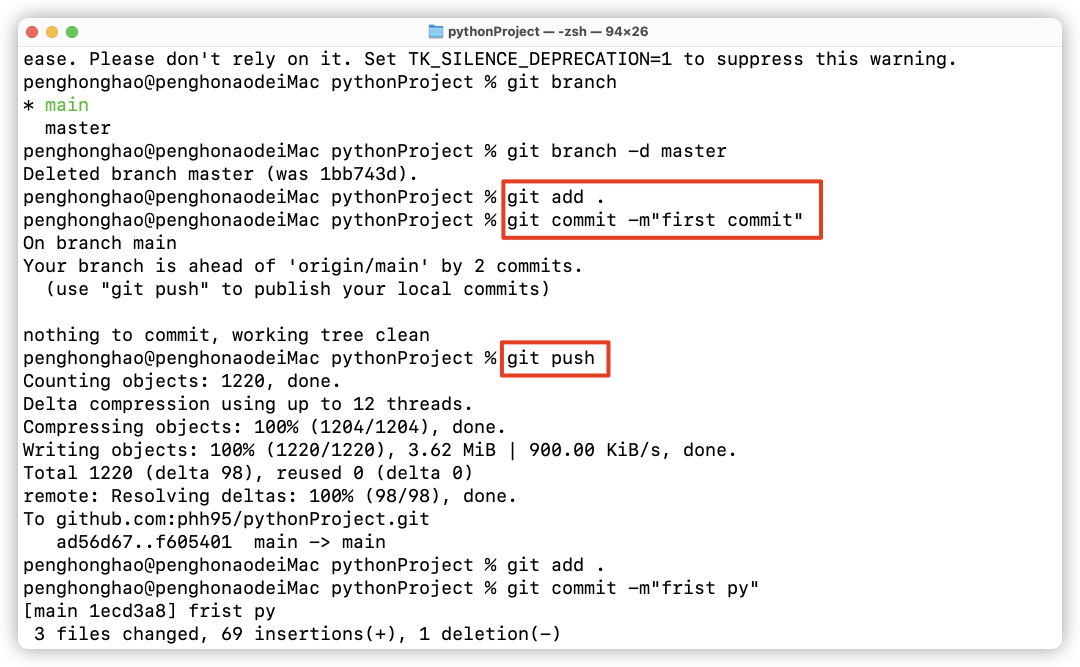 pythonProject — -zsh — 94×26
ease. Please don't rely on it. Set TK_SILENCE_DEPRECATION=1 to suppress this warning.
penghonghao@penghonaodeiMac pythonProject % git branch
* main
  master
penghonghao@penghonaodeiMac pythonProject % git branch -d master
Deleted branch master (was 1bb743d).
penghonghao@penghonaodeiMac pythonProject % git add .
penghonghao@penghonaodeiMac pythonProject % git commit -m"first commit"
On branch main
Your branch is ahead of 'origin/main' by 2 commits.
  (use "git push" to publish your local commits)

nothing to commit, working tree clean
penghonghao@penghonaodeiMac pythonProject % git push
Counting objects: 1220, done.
Delta compression using up to 12 threads.
Compressing objects: 100% (1204/1204), done.
Writing objects: 100% (1220/1220), 3.62 MiB | 900.00 KiB/s, done.
Total 1220 (delta 98), reused 0 (delta 0)
remote: Resolving deltas: 100% (98/98), done.
To github.com:phh95/pythonProject.git
   ad56d67..f605401  main -> main
penghonghao@penghonaodeiMac pythonProject % git add .
penghonghao@penghonaodeiMac pythonProject % git commit -m"frist py"
[main 1ecd3a8] frist py
 3 files changed, 69 insertions(+), 1 deletion(-)